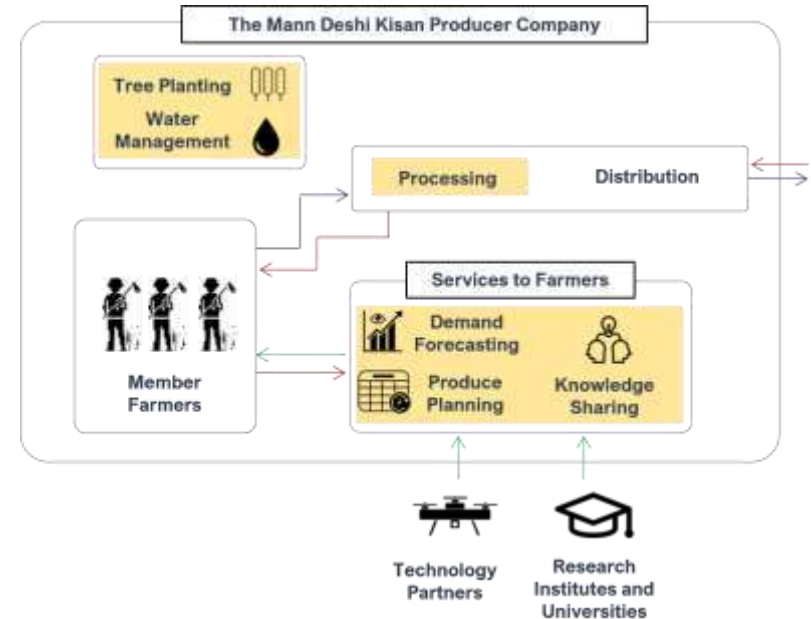 The Mann Deshi Kisan Producer Company
Tree Planting
Water
Management
Processing
Distribution
Member
Farmers
Services to Farmers
Demand
Forecasting
Produce
Planning
Knowledge
Sharing
Technology
Partners
Research
Institutes and
Universities